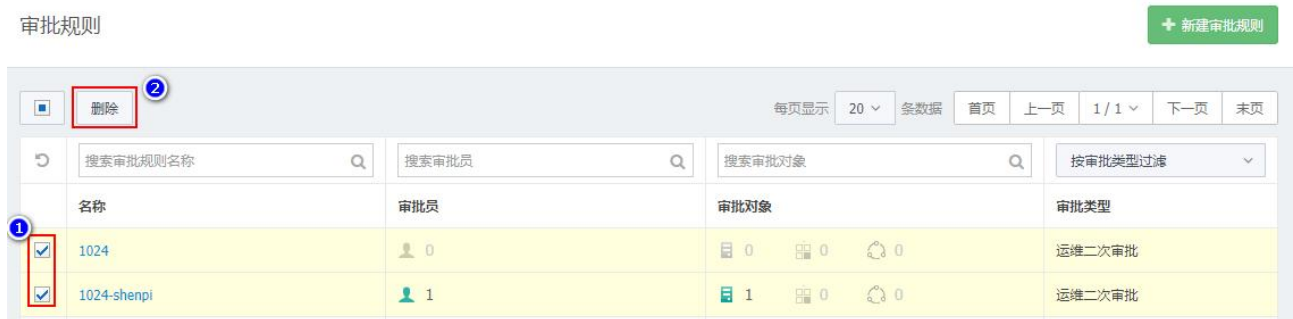 审批规则
+ 新建审批规则
删除 2 每页显示 20 条数据 首页 上一页 1 / 1 下一页 末页
搜索审批规则名称 搜索审批员 搜索审批对象 按审批类型过滤
名称 审批员 审批对象 审批类型
1
1024 0 0 0 0 运维二次审批
1024-shenpi 1 1 0 0 运维二次审批